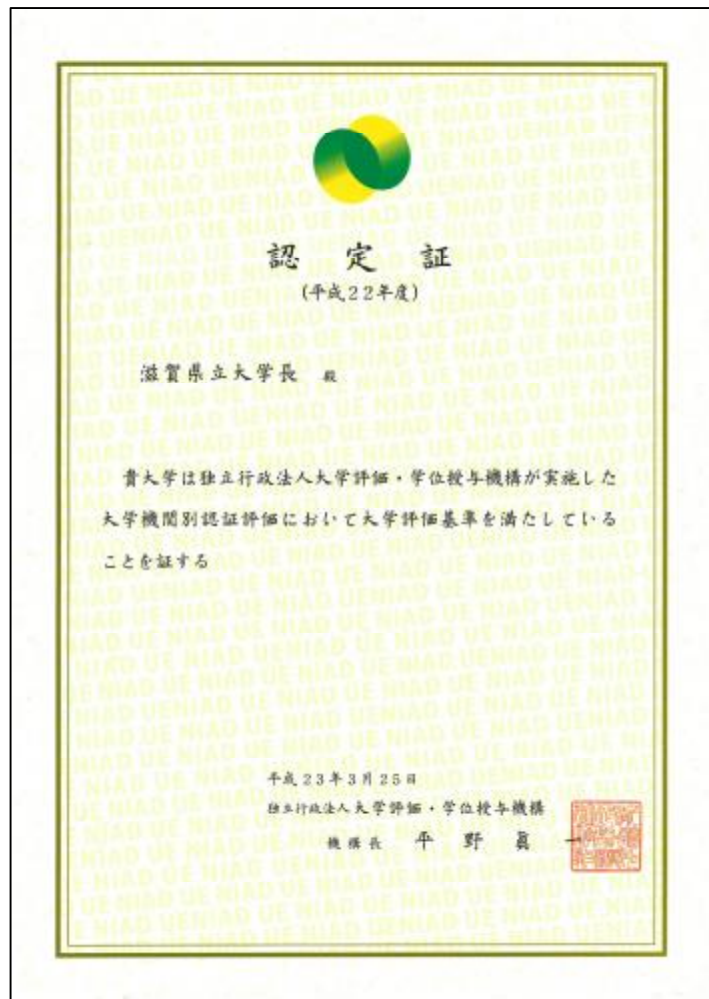 認定証
(平成22年度)
滋賀県立大学長 殿
貴大学は独立行政法人大学評価・学位授与機構が実施した
大学機関別認証評価において大学評価基準を満たしている
ことを証する
平成23年3月25日
独立行政法人大学評価・学位授与機構
機構長 平野眞一